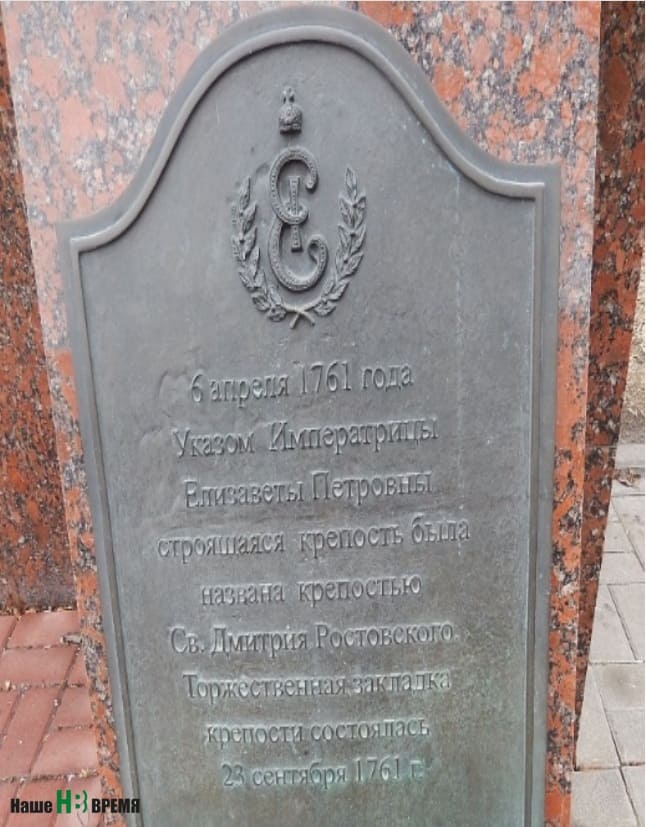 6 апреля 1761 года
Указом Императрицы
Елизаветы Петровны
строящаяся крепость была
названа крепостью
Св. Дмитрия Ростовского.
Торжественная закладка
крепости состоялась
23 сентября 1761 г.
Наше НВ ВРЕМЯ